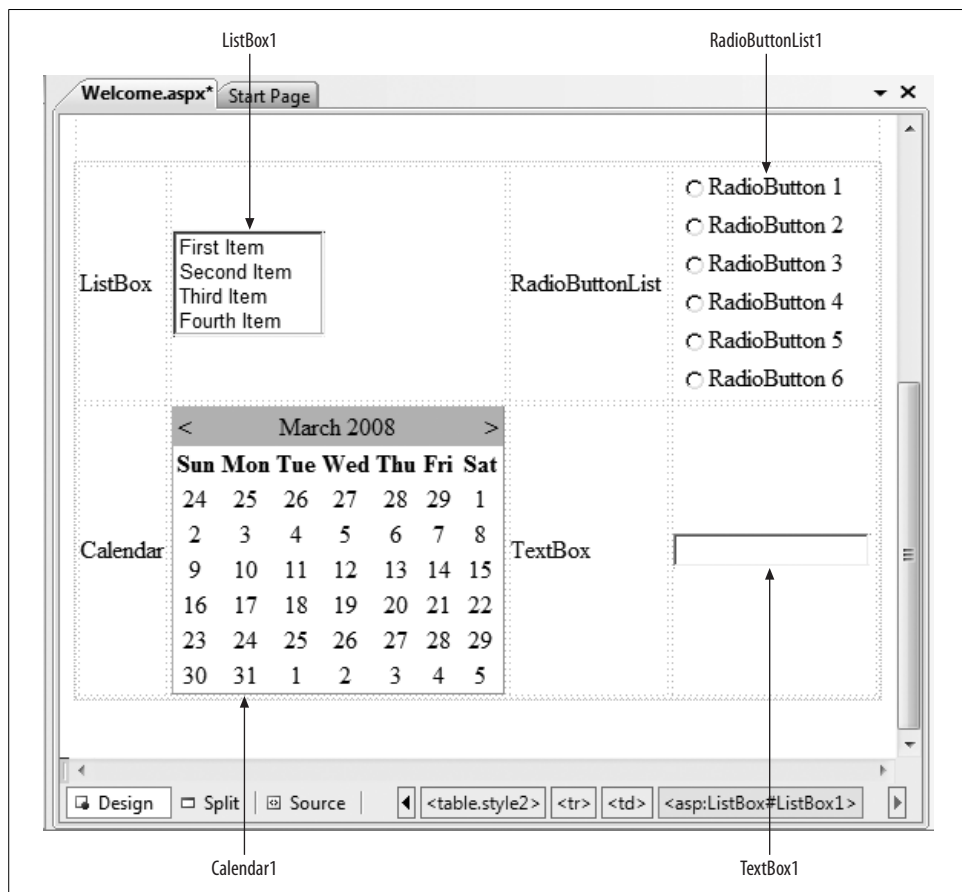 ListBox1 RadioButtonList1
Welcome.aspx* Start Page
ListBox
First Item
Second Item
Third Item
Fourth Item
RadioButtonList
RadioButton 1
RadioButton 2
RadioButton 3
RadioButton 4
RadioButton 5
RadioButton 6
Calendar
< March 2008 >
Sun Mon Tue Wed Thu Fri Sat
24 25 26 27 28 29 1
2 3 4 5 6 7 8
9 10 11 12 13 14 15
16 17 18 19 20 21 22
23 24 25 26 27 28 29
30 31 1 2 3 4 5
TextBox
Design Split Source <table.style2> <tr> <td> <asp:ListBox#ListBox1>
Calendar1 TextBox1